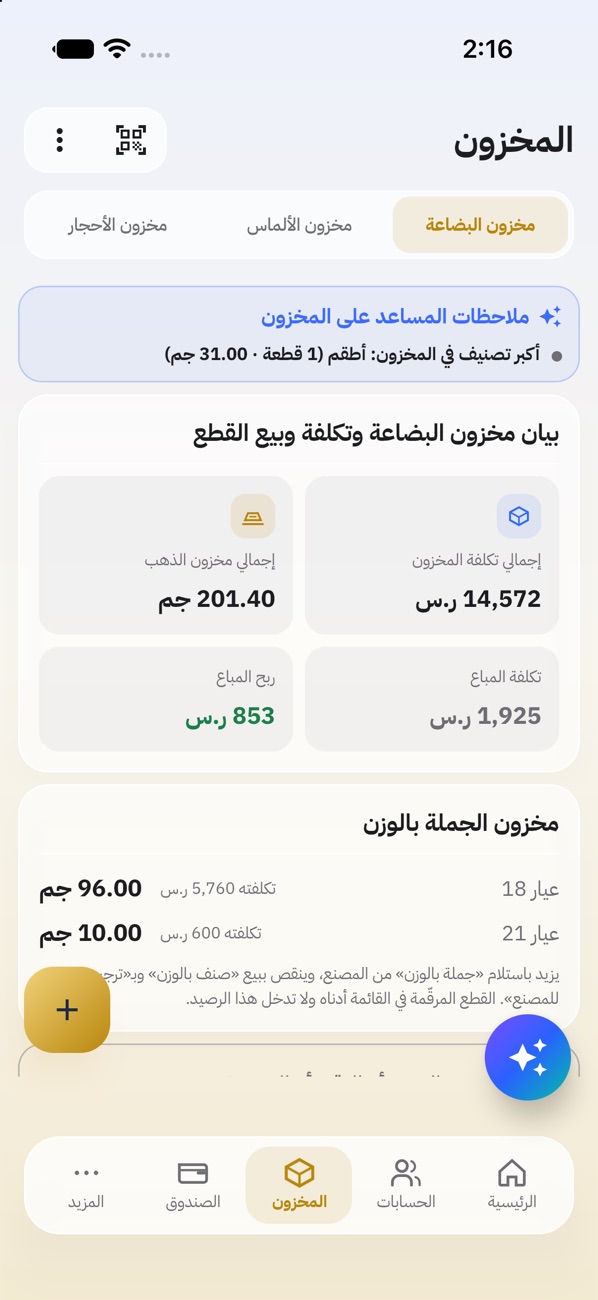 2:16
المخزون
مخزون البضاعة
مخزون الألماس
مخزون الأحجار
ملاحظات المساعد على المخزون
أكبر تصنيف في المخزون: أطقم (1 قطعة · 31.00 جم)
بيان مخزون البضاعة وتكلفة وبيع القطع
إجمالي تكلفة المخزون
14,572 ر.س
إجمالي مخزون الذهب
201.40 جم
تكلفة المباع
1,925 ر.س
ربح المباع
853 ر.س
مخزون الجملة بالوزن
عيار 18 تكلفته 5,760 ر.س 96.00 جم
عيار 21 تكلفته 600 ر.س 10.00 جم
يزيد باستلام «جملة بالوزن» من المصنع، وينقص ببيع «صنف بالوزن» وبـ
للمصنع». القطع المرقّمة في القائمة أدناه ولا تدخل هذا الرصيد.
الرئيسية
الحسابات
المخزون
الصندوق
المزيد